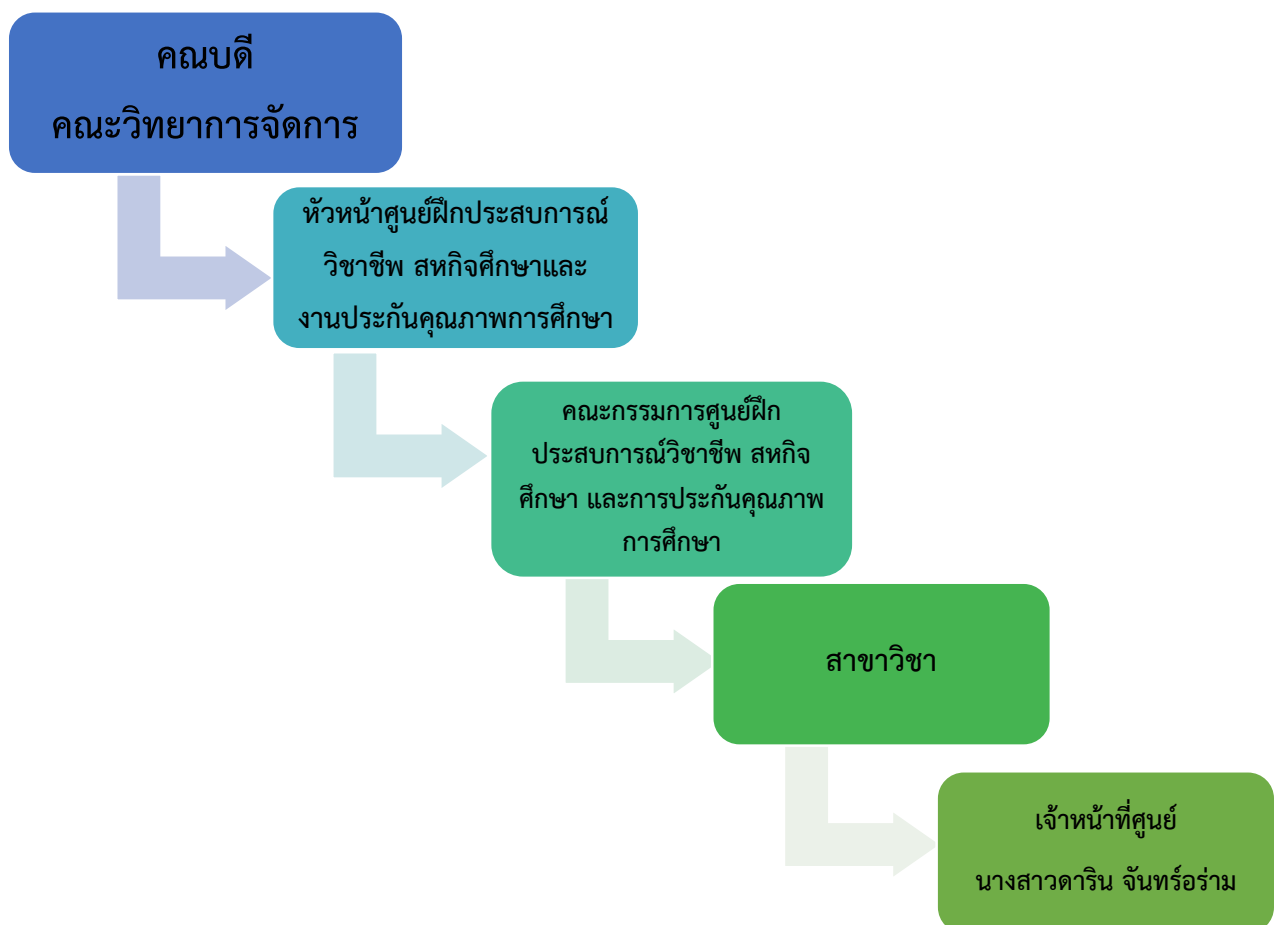 คณบดี
คณะวิทยาการจัดการ
หัวหน้าศูนย์ฝึกประสบการณ์
วิชาชีพ สหกิจศึกษาและ
งานประกันคุณภาพการศึกษา
คณะกรรมการศูนย์ฝึก
ประสบการณ์วิชาชีพ สหกิจ
ศึกษา และการประกันคุณภาพ
การศึกษา
สาขาวิชา
เจ้าหน้าที่ศูนย์
นางสาวดาริน จันทร์อร่าม